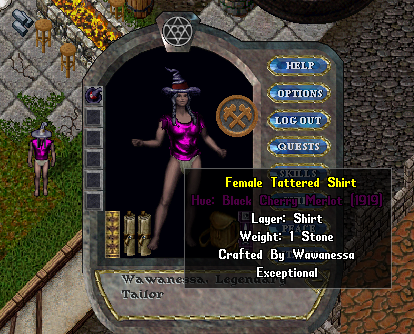 HELP
OPTIONS
LOG OUT
QUESTS
SKILLS
Female Tattered Shirt
Hue: Black Cherry Merlot [1919]
Layer: Shirt
Weight: 1 Stone
Crafted By Wawanessa
Exceptional
PEACE
Wawanessa, Legendary
Tailor